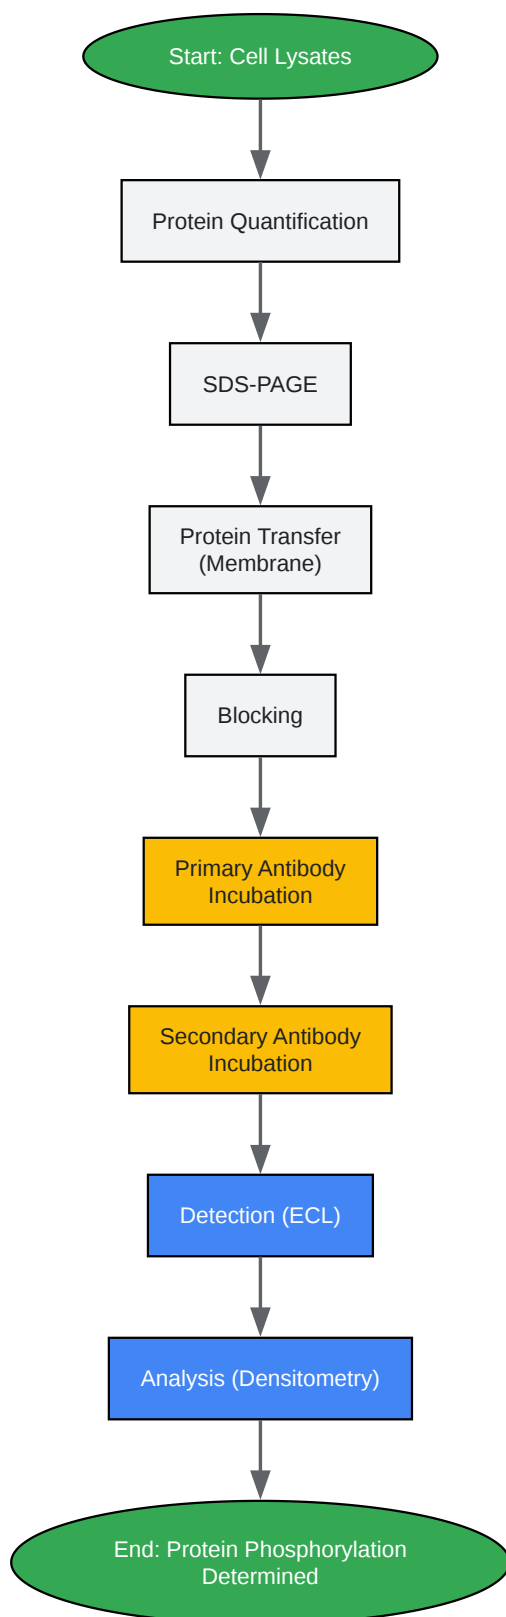 Start: Cell Lysates
Protein Quantification
SDS-PAGE
Protein Transfer
(Membrane)
Blocking
Primary Antibody
Incubation
Secondary Antibody
Incubation
Detection (ECL)
Analysis (Densitometry)
End: Protein Phosphorylation
Determined